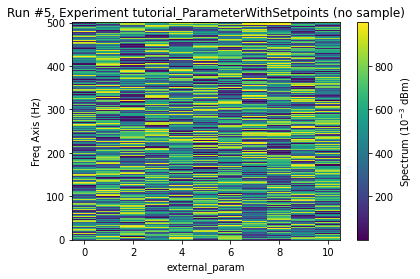 Run #5, Experiment tutorial_ParameterWithSetpoints (no sample)
500
400
300
200
100
0
Freq Axis (Hz)
0 2 4 6 8 10
external_param
800
600
400
200
Spectrum (10⁻³ dBm)